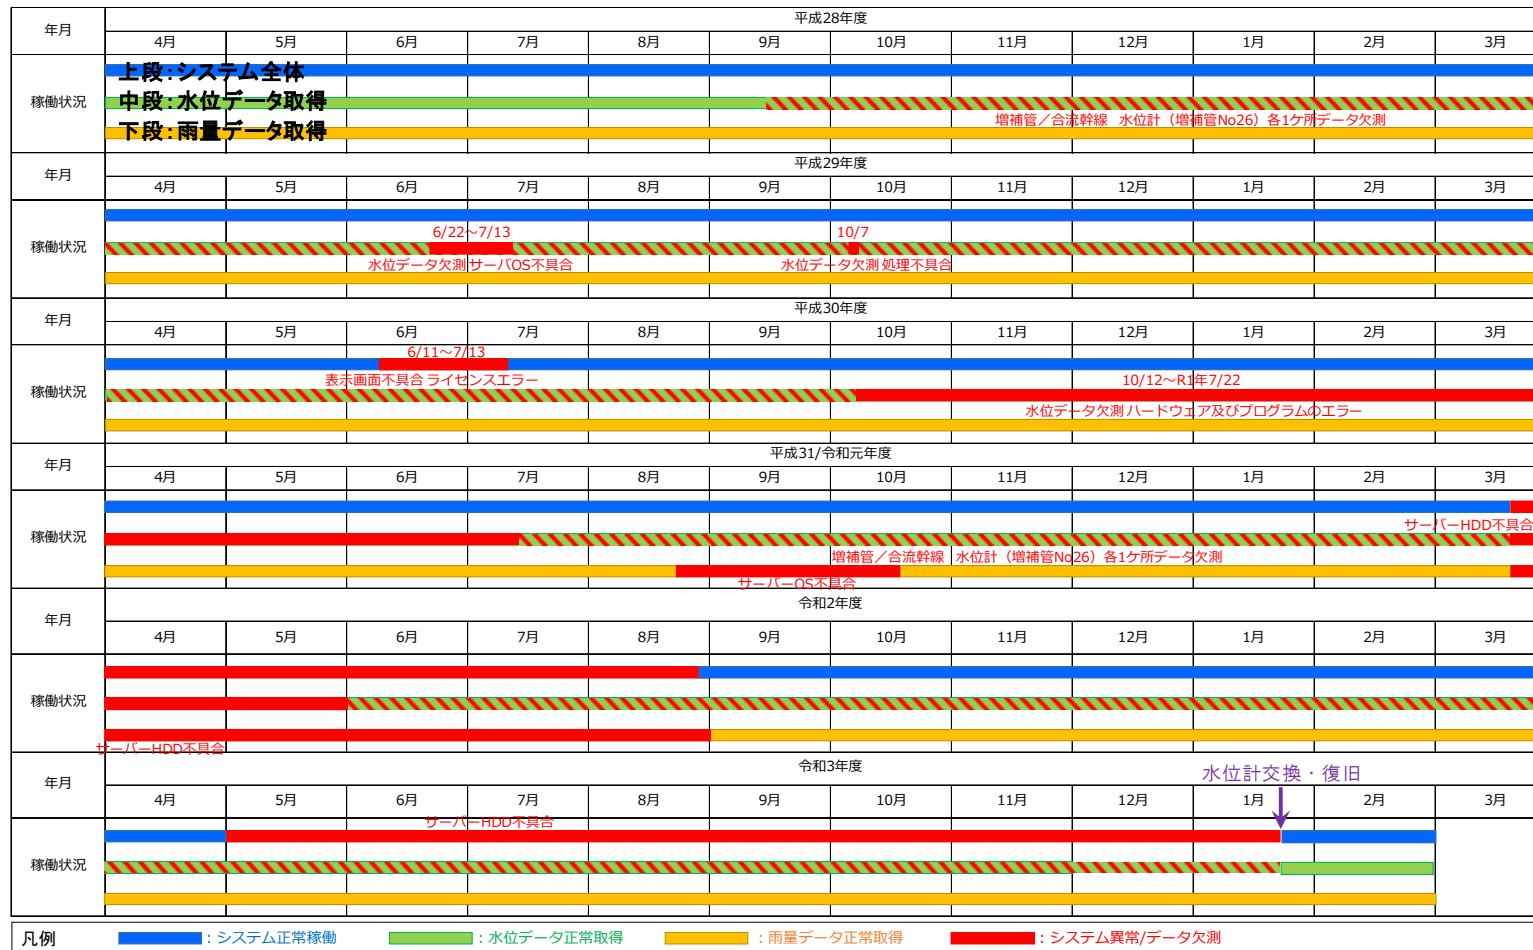 年月
平成28年度
4月 5月 6月 7月 8月 9月 10月 11月 12月 1月 2月 3月
稼働状況
上段：システム全体
中段：水位データ取得
下段：雨量データ取得
増補管／合流幹線 水位計（増補管No26）各1ケ所データ欠測
年月
平成29年度
4月 5月 6月 7月 8月 9月 10月 11月 12月 1月 2月 3月
稼働状況
6/22～7/13
10/7
水位データ欠測 サーバOS不具合
水位データ欠測 処理不具合
年月
平成30年度
4月 5月 6月 7月 8月 9月 10月 11月 12月 1月 2月 3月
稼働状況
6/11～7/13
表示画面不具合 ライセンスエラー
10/12～R1年7/22
水位データ欠測 ハードウェア及びプログラムのエラー
年月
平成31/令和元年度
4月 5月 6月 7月 8月 9月 10月 11月 12月 1月 2月 3月
稼働状況
サーバーHDD不具合
増補管／合流幹線 水位計（増補管No26）各1ケ所データ欠測
サーバーOS不具合
年月
令和2年度
4月 5月 6月 7月 8月 9月 10月 11月 12月 1月 2月 3月
稼働状況
サーバーHDD不具合
年月
令和3年度
水位計交換・復旧
4月 5月 6月 7月 8月 9月 10月 11月 12月 1月 2月 3月
サーバーHDD不具合
稼働状況
凡例 ：システム正常稼働 ：水位データ正常取得 ：雨量データ正常取得 ：システム異常/データ欠測